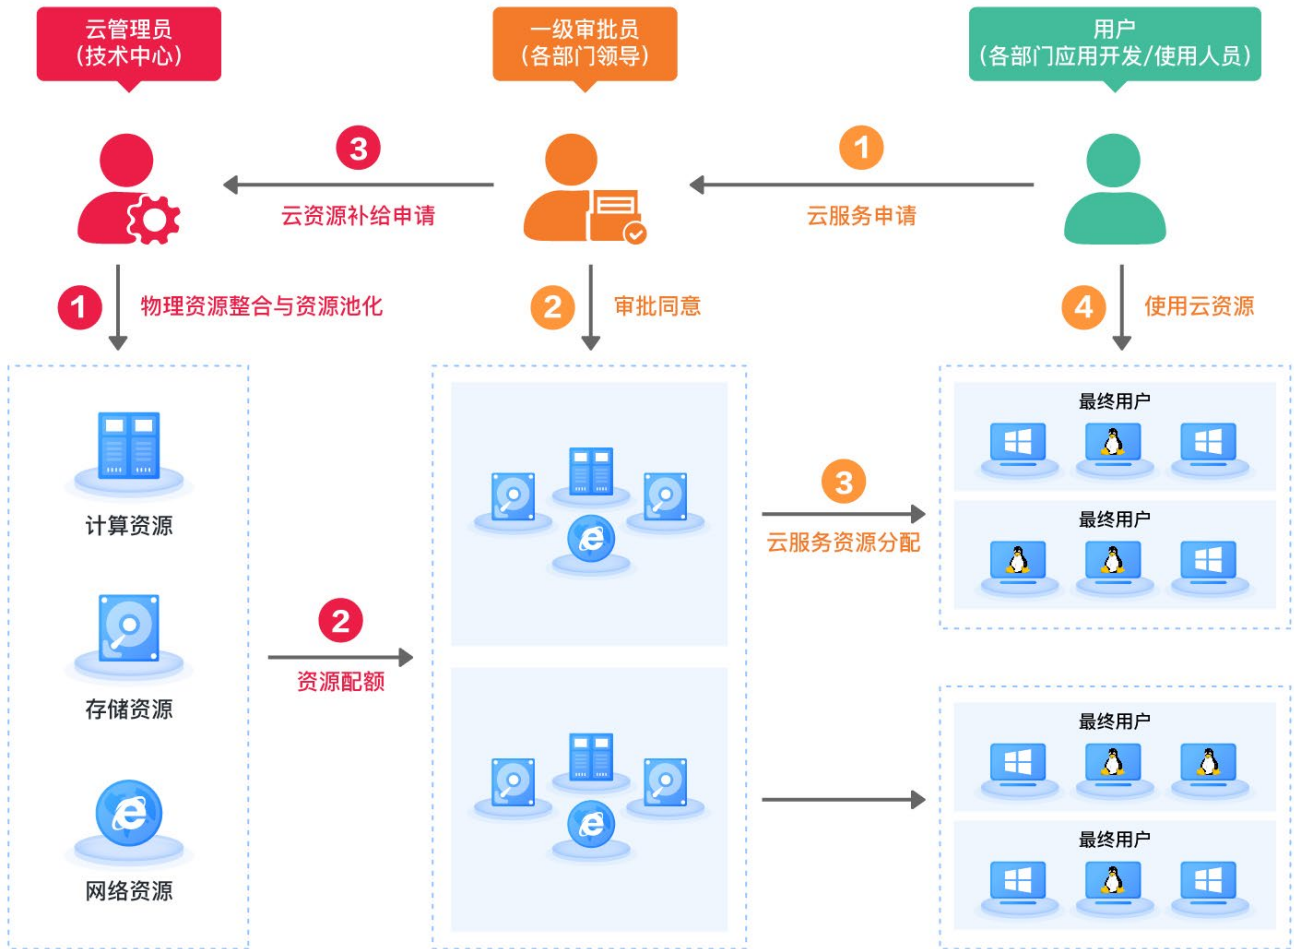 云管理员
（技术中心）
一级审批员
（各部门领导）
用户
（各部门应用开发/使用人员）
3
云资源补给申请
1
云服务申请
1
物理资源整合与资源池化
2
审批同意
4
使用云资源
计算资源
存储资源
网络资源
2
资源配额
3
云服务资源分配
最终用户
最终用户
最终用户
最终用户